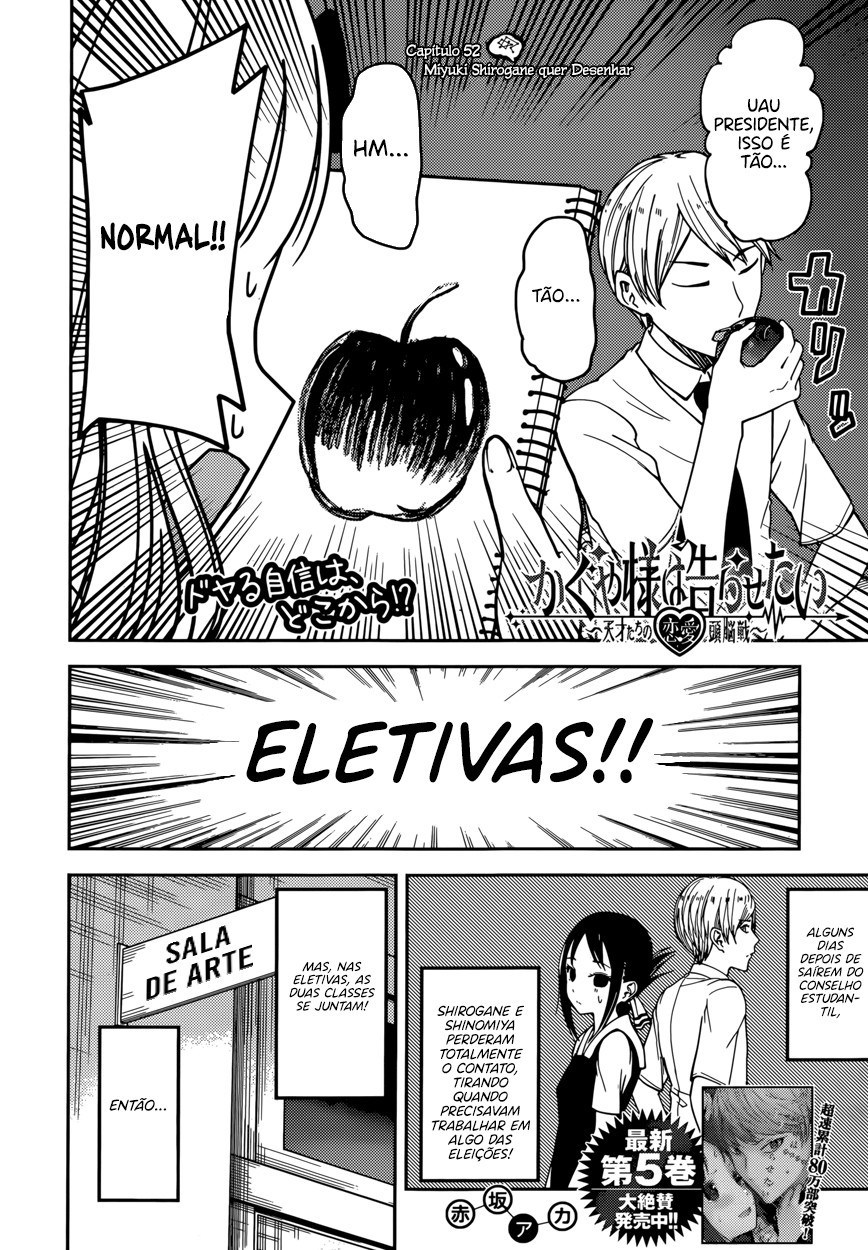 Capítulo 52
Miyuki Shirogane quer Desenhar
UAU
PRESIDENTE,
ISSO É
TÃO...
TÃO...
HM...
NORMAL!!
カリッ
ドヤる自信は、
どこから!?
かぐや様は告らせたい
～天才たちの恋愛頭脳戦～
ELETIVAS!!
ALGUNS
DIAS
DEPOIS DE
SAÍREM DO
CONSELHO
ESTUDAN-
TIL,
SHIROGANE E
SHINOMIYA
PERDERAM
TOTALMENTE
O CONTATO,
TIRANDO
QUANDO
PRECISAVAM
TRABALHAR EM
ALGO DAS
ELEIÇÕES!
最新
第5巻
大絶賛
発売中!!
超速累計80万部突破!
赤坂アカ
MAS, NAS
ELETIVAS, AS
DUAS CLASSES
SE JUNTAM!
SALA
DE ARTE
ENTÃO...